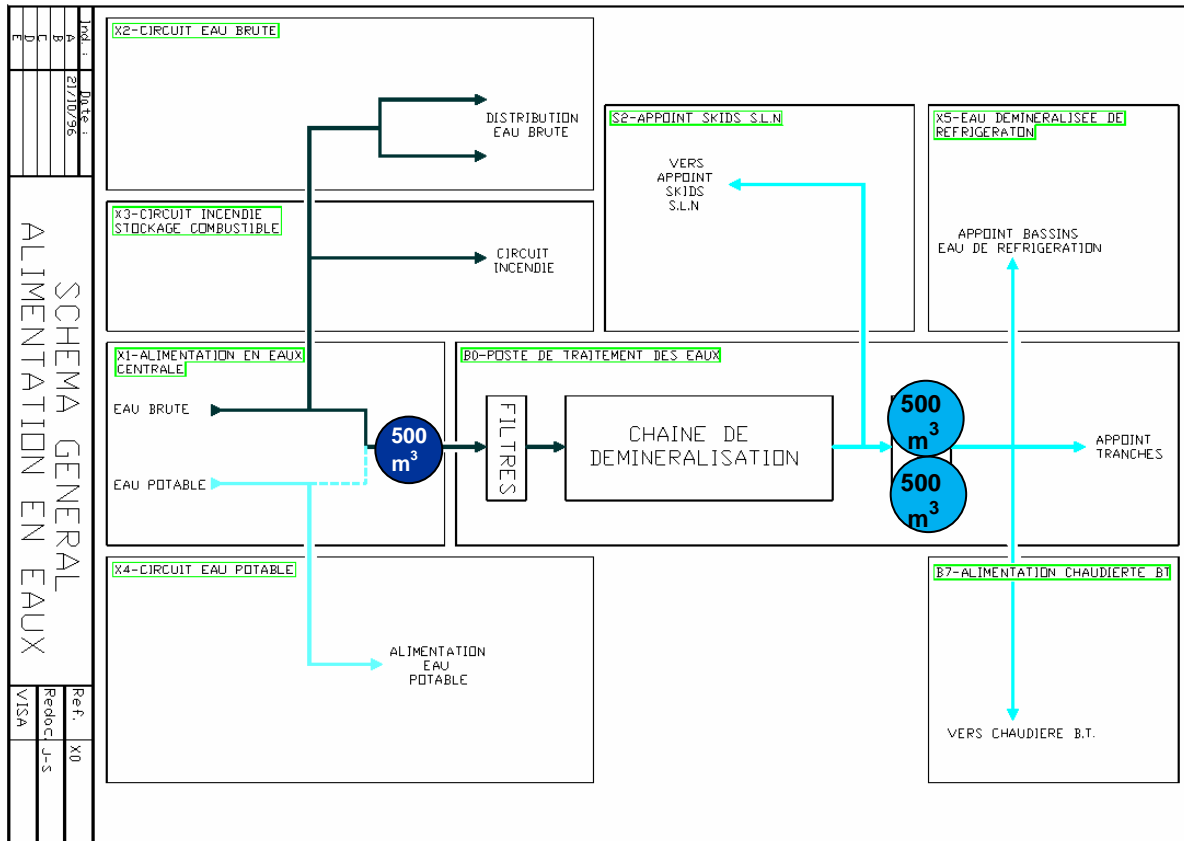 Ind. :
Date :
A
21/10/96
B
C
D
E
SCHEMA GENERAL
ALIMENTATION EN EAUX
Ref.
X0
Redac.
J-S
VISA
X2-CIRCUIT EAU BRUTE
DISTRIBUTION
EAU BRUTE
X3-CIRCUIT INCENDIE
STOCKAGE COMBUSTIBLE
CIRCUIT
INCENDIE
S2-APPOINT SKIDS S.L.N
VERS
APPOINT
SKIDS
S.L.N
X5-EAU DEMINERALISEE DE
REFRIGERATON
APPOINT BASSINS
EAU DE REFRIGERATION
X1-ALIMENTATION EN EAUX
CENTRALE
EAU BRUTE
EAU POTABLE
500
m³
B0-POSTE DE TRAITEMENT DES EAUX
FILTRES
CHAINE DE
DEMINERALISATION
500
m³
500
m³
APPOINT
TRANCHES
X4-CIRCUIT EAU POTABLE
ALIMENTATION
EAU
POTABLE
B7-ALIMENTATION CHAUDIERTE BT
VERS CHAUDIERE B.T.